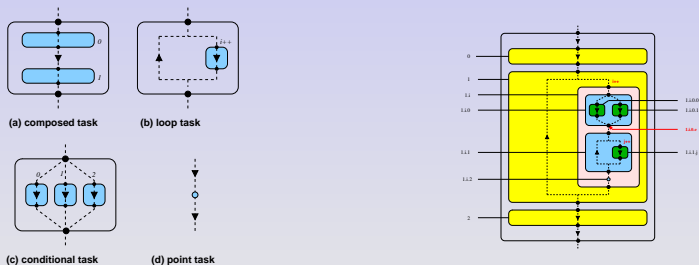 0
1
(a) composed task
i++
(b) loop task
0
1
2
(c) conditional task
(d) point task
0
1
1.i
1.i.0
1.i.1
1.i.2
2
i++
j++
1.i.0.0
1.i.0.1
1.i.0.e
1.i.1.j